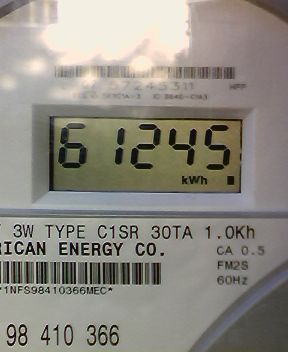 61245
kWh
3W TYPE C1SR 30TA 1.0Kh
RICAN ENERGY CO.
CA 0.5
FM2S
60Hz
*1NFS98410366MEC*
98 410 366